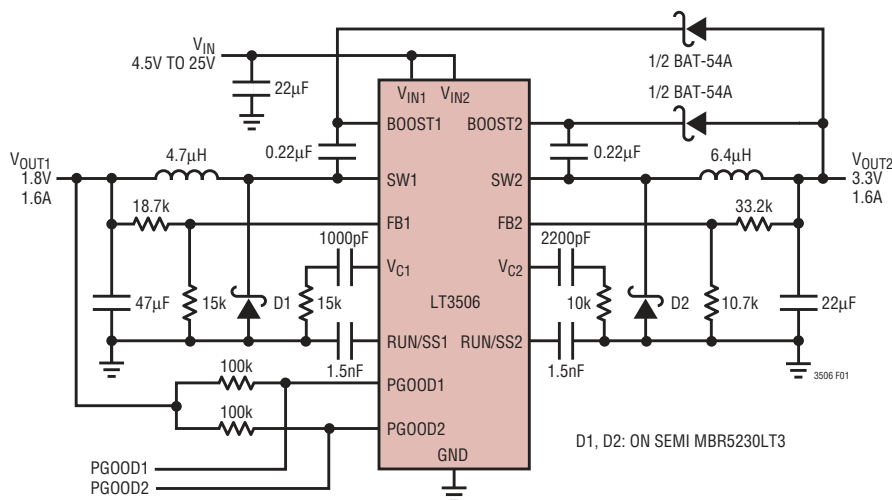 VIN
4.5V TO 25V
22µF
1/2 BAT-54A
1/2 BAT-54A
VIN1 VIN2
BOOST1 BOOST2
0.22µF 0.22µF
VOUT1
1.8V
1.6A
4.7µH
SW1 SW2
6.4µH
VOUT2
3.3V
1.6A
18.7k
FB1 FB2
33.2k
1000pF
2200pF
VC1 VC2
47µF
15k
D1
15k
LT3506
10k
D2
10.7k
22µF
RUN/SS1 RUN/SS2
1.5nF 1.5nF
3506 F01
100k
PGOOD1
100k
PGOOD2
D1, D2: ON SEMI MBR5230LT3
GND
PGOOD1
PGOOD2